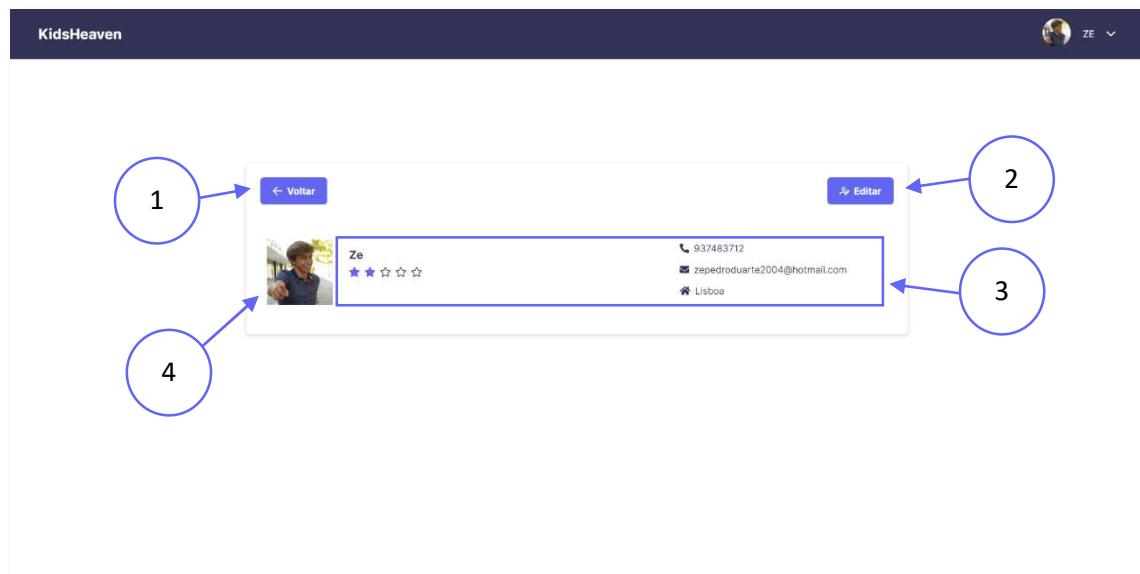 KidsHeaven
ZE
1
2
← Voltar
Editar
Ze
937483712
zepedroduarte2004@hotmail.com
Lisboa
3
4